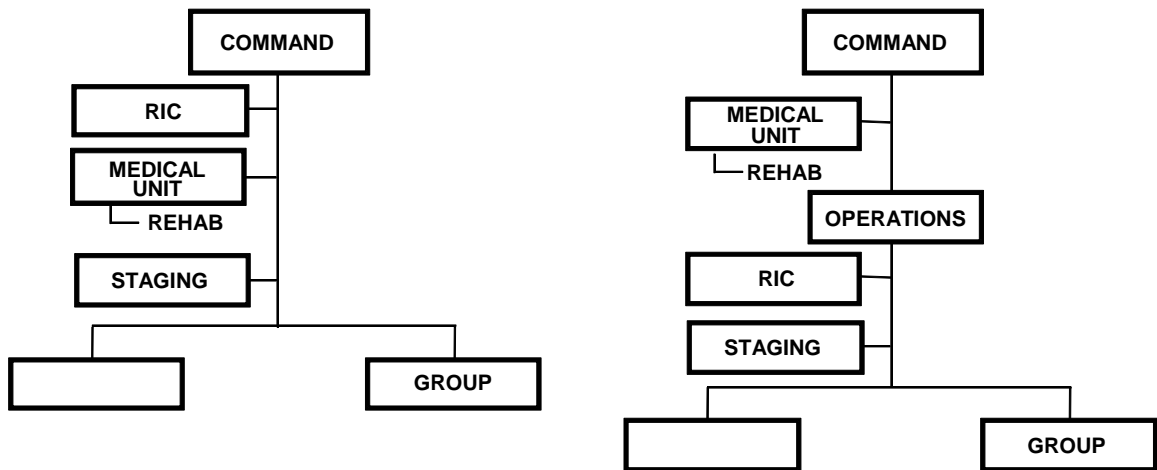 COMMAND
RIC
MEDICAL
UNIT
REHAB
STAGING
GROUP
COMMAND
MEDICAL
UNIT
REHAB
OPERATIONS
RIC
STAGING
GROUP